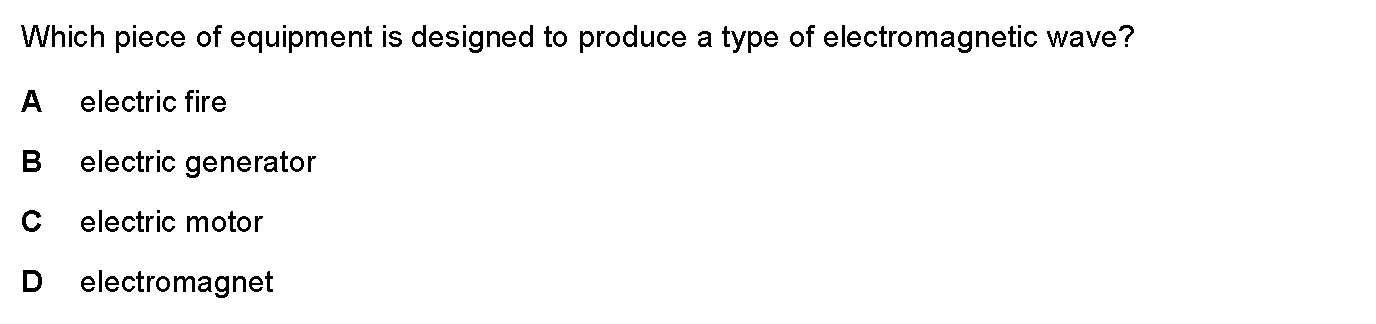 Which piece of equipment is designed to produce a type of electromagnetic wave?
A electric fire
B electric generator
C electric motor
D electromagnet